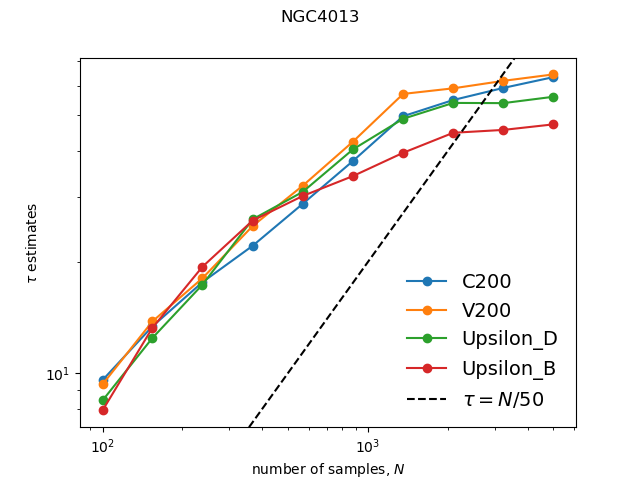 NGC4013
τ estimates
10¹
C200
V200
Upsilon_D
Upsilon_B
τ = N/50
10² 10³
number of samples, N